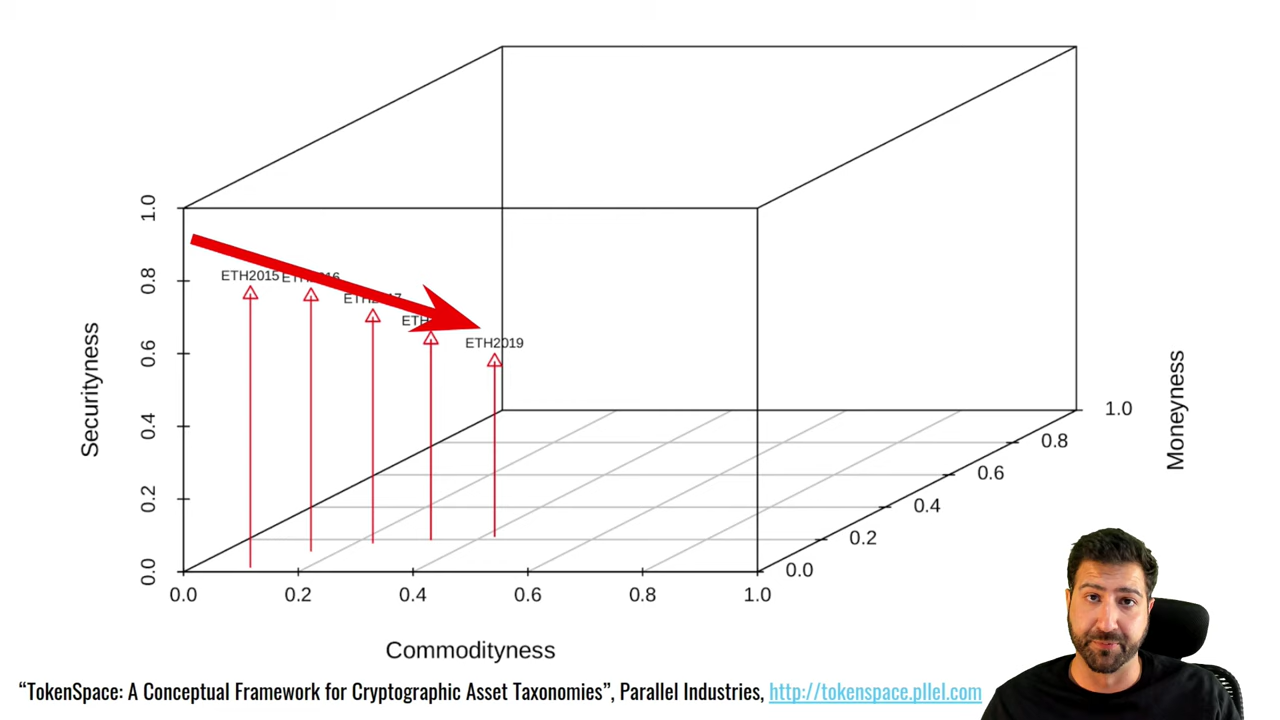 1.0
0.8
0.6
0.4
0.2
0.0
Securityness
ETH2015
ETH2019
0.0 0.2 0.4 0.6 0.8 1.0
Commodityness
0.0
0.2
0.4
0.6
0.8
1.0
Moneyness
“TokenSpace: A Conceptual Framework for Cryptographic Asset Taxonomies”, Parallel Industries, http://tokenspace.pllel.com